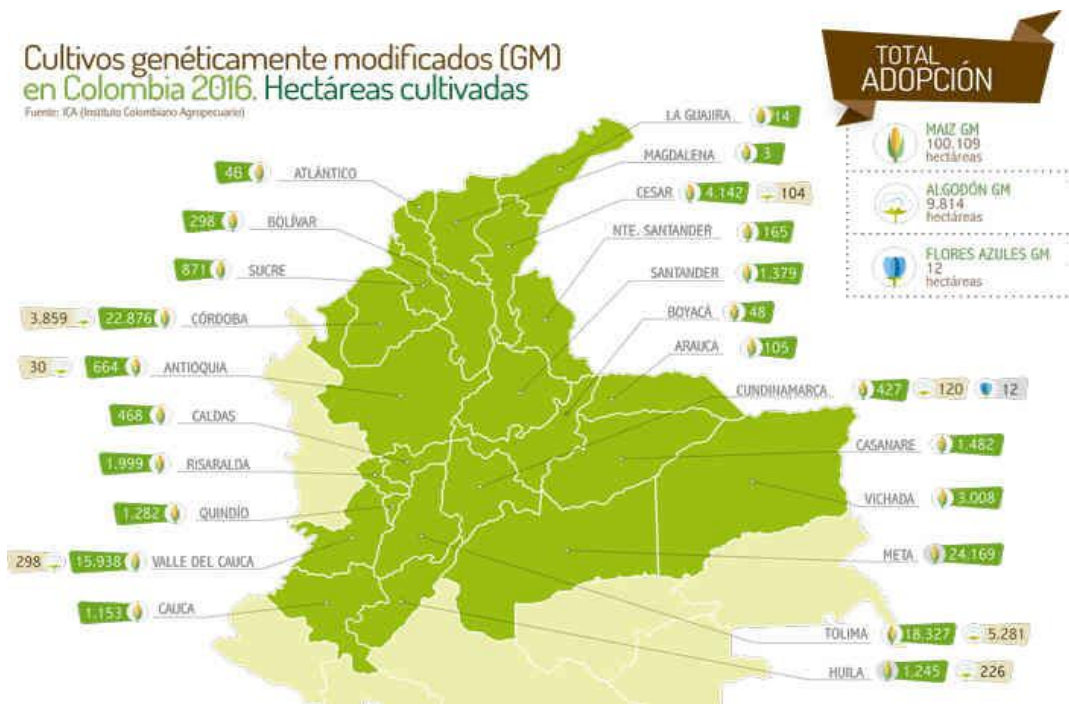 Cultivos genéticamente modificados (GM)
en Colombia 2016. Hectáreas cultivadas
Fuente: ICA (Instituto Colombiano Agropecuario)
TOTAL
ADOPCIÓN
MAIZ GM
100.109
hectáreas
ALGODÓN GM
9.814
hectáreas
FLORES AZULES GM
12
hectáreas
46 ATLÁNTICO
298 BOLÍVAR
871 SUCRE
3.859 22.876 CÓRDOBA
30 664 ANTIOQUIA
468 CALDAS
1.999 RISARALDA
1.282 QUINDÍO
298 15.938 VALLE DEL CAUCA
1.153 CAUCA
LA GUAJIRA 14
MAGDALENA 3
CESAR 4.142 104
NTE. SANTANDER 165
SANTANDER 1.379
BOYACÁ 48
ARAUCA 105
CUNDINAMARCA 427 120 12
CASANARE 1.482
VICHADA 3.008
META 24.169
TOLIMA 18.327 5.281
HUILA 1.245 226